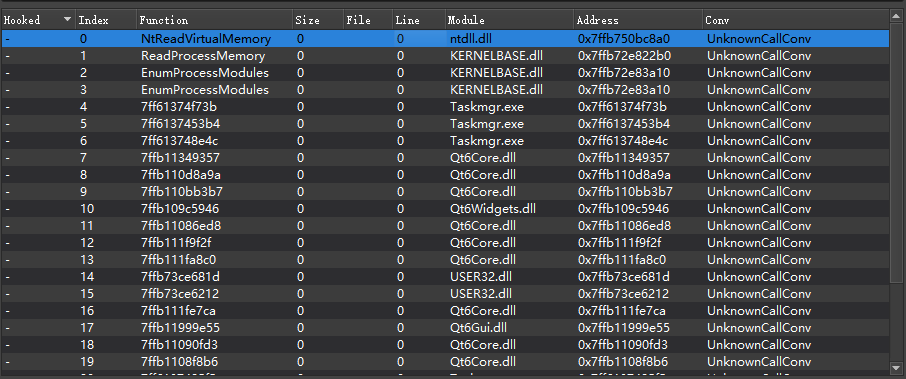 Hooked Index Function Size File Line Module Address Conv
- 0 NtReadVirtualMemory 0 0 ntdll.dll 0x7ffb750bc8a0 UnknownCallConv
- 1 ReadProcessMemory 0 0 KERNELBASE.dll 0x7ffb72e822b0 UnknownCallConv
- 2 EnumProcessModules 0 0 KERNELBASE.dll 0x7ffb72e83a10 UnknownCallConv
- 3 EnumProcessModules 0 0 KERNELBASE.dll 0x7ffb72e83a10 UnknownCallConv
- 4 7ff61374f73b 0 0 Taskmgr.exe 0x7ff61374f73b UnknownCallConv
- 5 7ff6137453b4 0 0 Taskmgr.exe 0x7ff6137453b4 UnknownCallConv
- 6 7ff613748e4c 0 0 Taskmgr.exe 0x7ff613748e4c UnknownCallConv
- 7 7ffb11349357 0 0 Qt6Core.dll 0x7ffb11349357 UnknownCallConv
- 8 7ffb110d8a9a 0 0 Qt6Core.dll 0x7ffb110d8a9a UnknownCallConv
- 9 7ffb110bb3b7 0 0 Qt6Core.dll 0x7ffb110bb3b7 UnknownCallConv
- 10 7ffb109c5946 0 0 Qt6Widgets.dll 0x7ffb109c5946 UnknownCallConv
- 11 7ffb11086ed8 0 0 Qt6Core.dll 0x7ffb11086ed8 UnknownCallConv
- 12 7ffb111f9f2f 0 0 Qt6Core.dll 0x7ffb111f9f2f UnknownCallConv
- 13 7ffb111fa8c0 0 0 Qt6Core.dll 0x7ffb111fa8c0 UnknownCallConv
- 14 7ffb73ce681d 0 0 USER32.dll 0x7ffb73ce681d UnknownCallConv
- 15 7ffb73ce6212 0 0 USER32.dll 0x7ffb73ce6212 UnknownCallConv
- 16 7ffb111fe7ca 0 0 Qt6Core.dll 0x7ffb111fe7ca UnknownCallConv
- 17 7ffb11999e55 0 0 Qt6Gui.dll 0x7ffb11999e55 UnknownCallConv
- 18 7ffb11090fd3 0 0 Qt6Core.dll 0x7ffb11090fd3 UnknownCallConv
- 19 7ffb1108f8b6 0 0 Qt6Core.dll 0x7ffb1108f8b6 UnknownCallConv